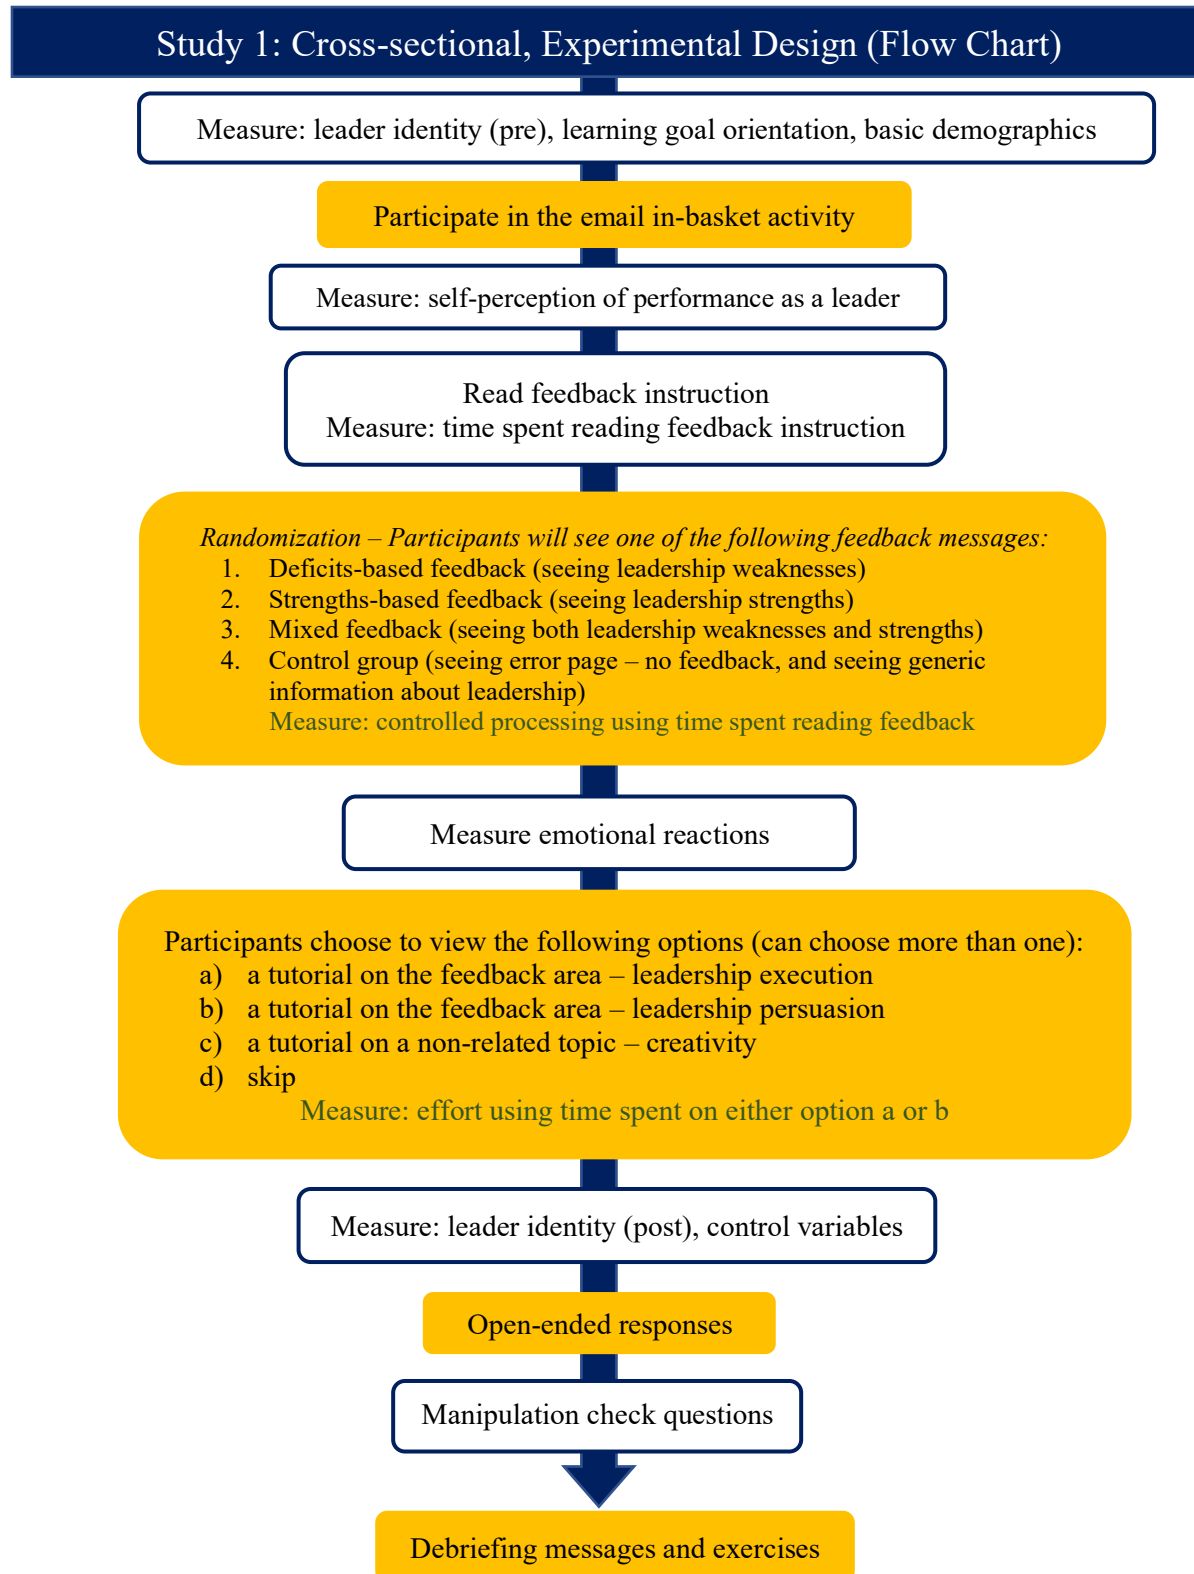 Study 1: Cross-sectional, Experimental Design (Flow Chart)
Measure: leader identity (pre), learning goal orientation, basic demographics
Participate in the email in-basket activity
Measure: self-perception of performance as a leader
Read feedback instruction
Measure: time spent reading feedback instruction
Randomization – Participants will see one of the following feedback messages:
1. Deficits-based feedback (seeing leadership weaknesses)
2. Strengths-based feedback (seeing leadership strengths)
3. Mixed feedback (seeing both leadership weaknesses and strengths)
4. Control group (seeing error page – no feedback, and seeing generic
information about leadership)
Measure: controlled processing using time spent reading feedback
Measure emotional reactions
Participants choose to view the following options (can choose more than one):
a) a tutorial on the feedback area – leadership execution
b) a tutorial on the feedback area – leadership persuasion
c) a tutorial on a non-related topic – creativity
d) skip
Measure: effort using time spent on either option a or b
Measure: leader identity (post), control variables
Open-ended responses
Manipulation check questions
Debriefing messages and exercises